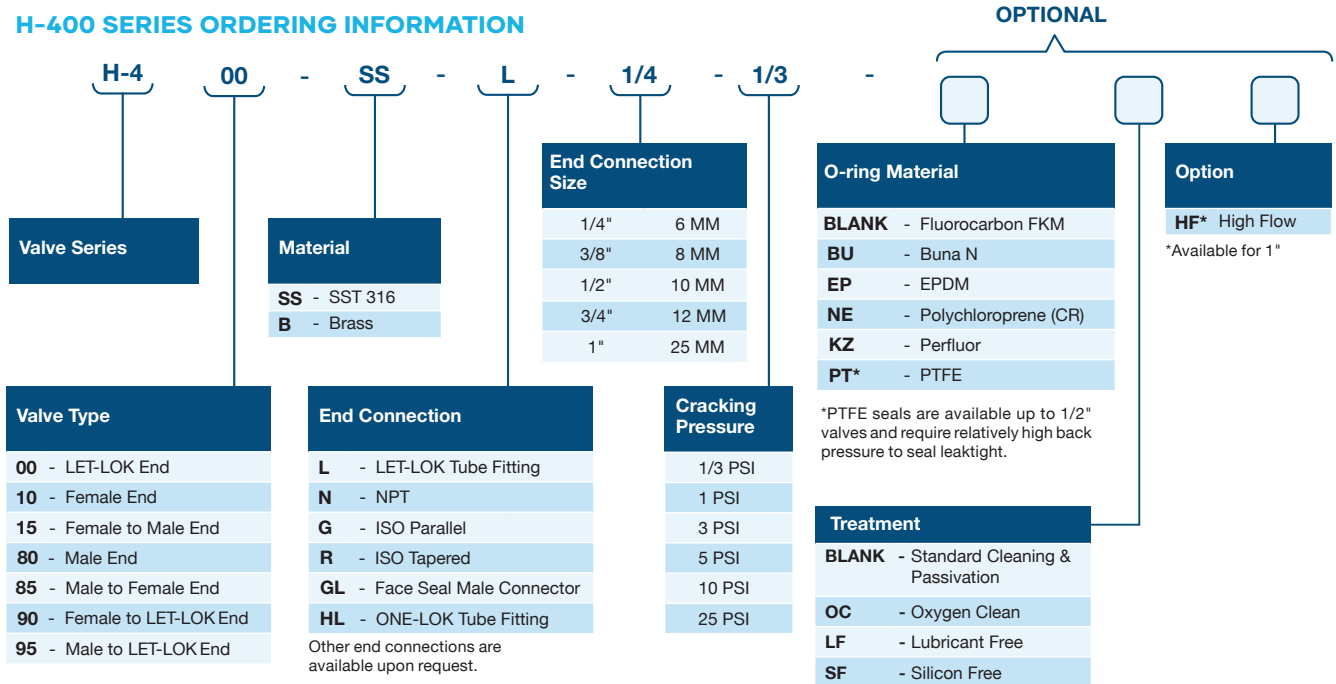 H-400 SERIES ORDERING INFORMATION
OPTIONAL
H-4 00 - SS - L - 1/4 - 1/3 -
Valve Series
Material
SS - SST 316
B - Brass
End Connection
Size
1/4" 6 MM
3/8" 8 MM
1/2" 10 MM
3/4" 12 MM
1" 25 MM
O-ring Material
BLANK - Fluorocarbon FKM
BU - Buna N
EP - EPDM
NE - Polychloroprene (CR)
KZ - Perfluor
PT* - PTFE
*PTFE seals are available up to 1/2"
valves and require relatively high back
pressure to seal leaktight.
Option
HF* High Flow
*Available for 1"
Valve Type
00 - LET-LOK End
10 - Female End
15 - Female to Male End
80 - Male End
85 - Male to Female End
90 - Female to LET-LOK End
95 - Male to LET-LOK End
End Connection
L - LET-LOK Tube Fitting
N - NPT
G - ISO Parallel
R - ISO Tapered
GL - Face Seal Male Connector
HL - ONE-LOK Tube Fitting
Other end connections are
available upon request.
Cracking
Pressure
1/3 PSI
1 PSI
3 PSI
5 PSI
10 PSI
25 PSI
Treatment
BLANK - Standard Cleaning &
Passivation
OC - Oxygen Clean
LF - Lubricant Free
SF - Silicon Free